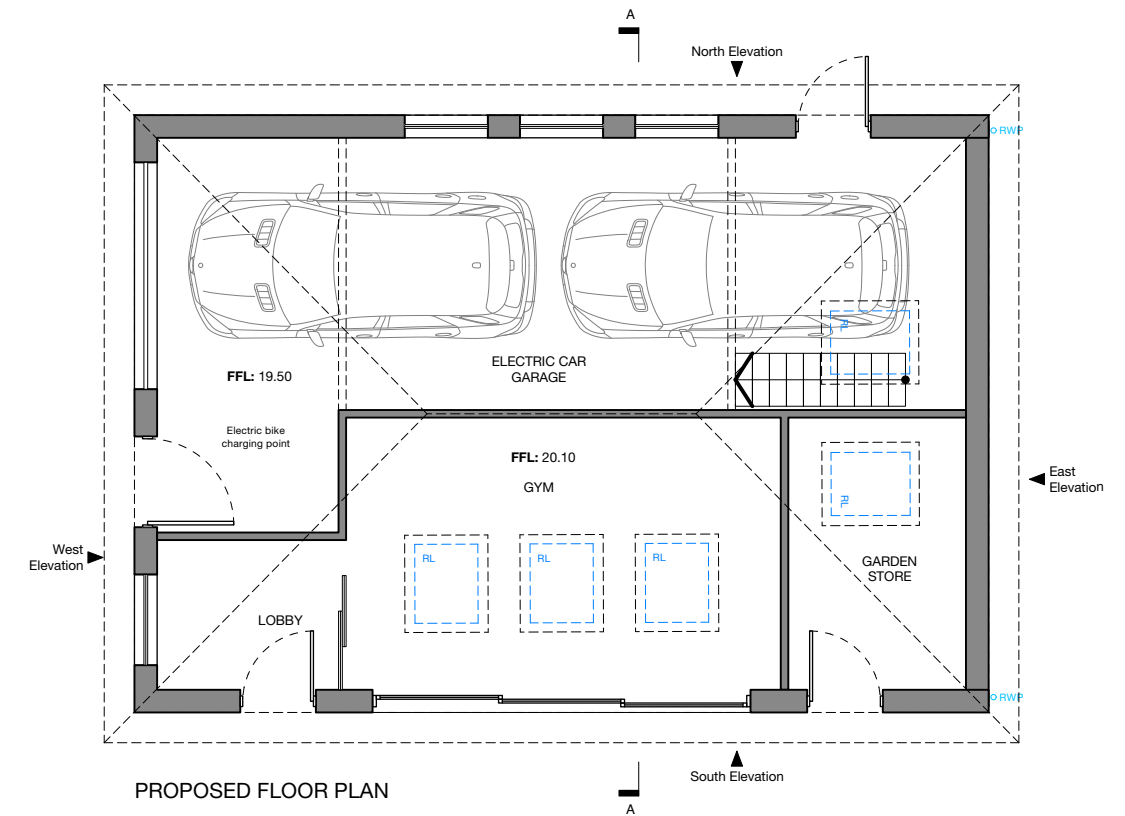 A
North Elevation
RWP
RL
ELECTRIC CAR
GARAGE
FFL: 19.50
Electric bike
charging point
FFL: 20.10
GYM
East
Elevation
RL
West
Elevation
RL
RL
RL
GARDEN
STORE
LOBBY
RWP
South Elevation
PROPOSED FLOOR PLAN
A